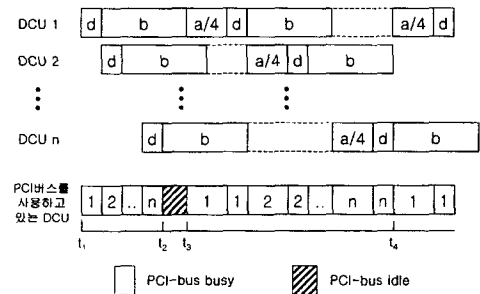 DCU 1 d b a/4 d b a/4 d
DCU 2 d b a/4 d b
DCU n d b a/4 d b
PCI버스를
사용하고
있는 DCU
1 2 .. n 1 1 2 2 .. n n 1 1
t₁ t₂ t₃ t₄
PCI-bus busy PCI-bus idle